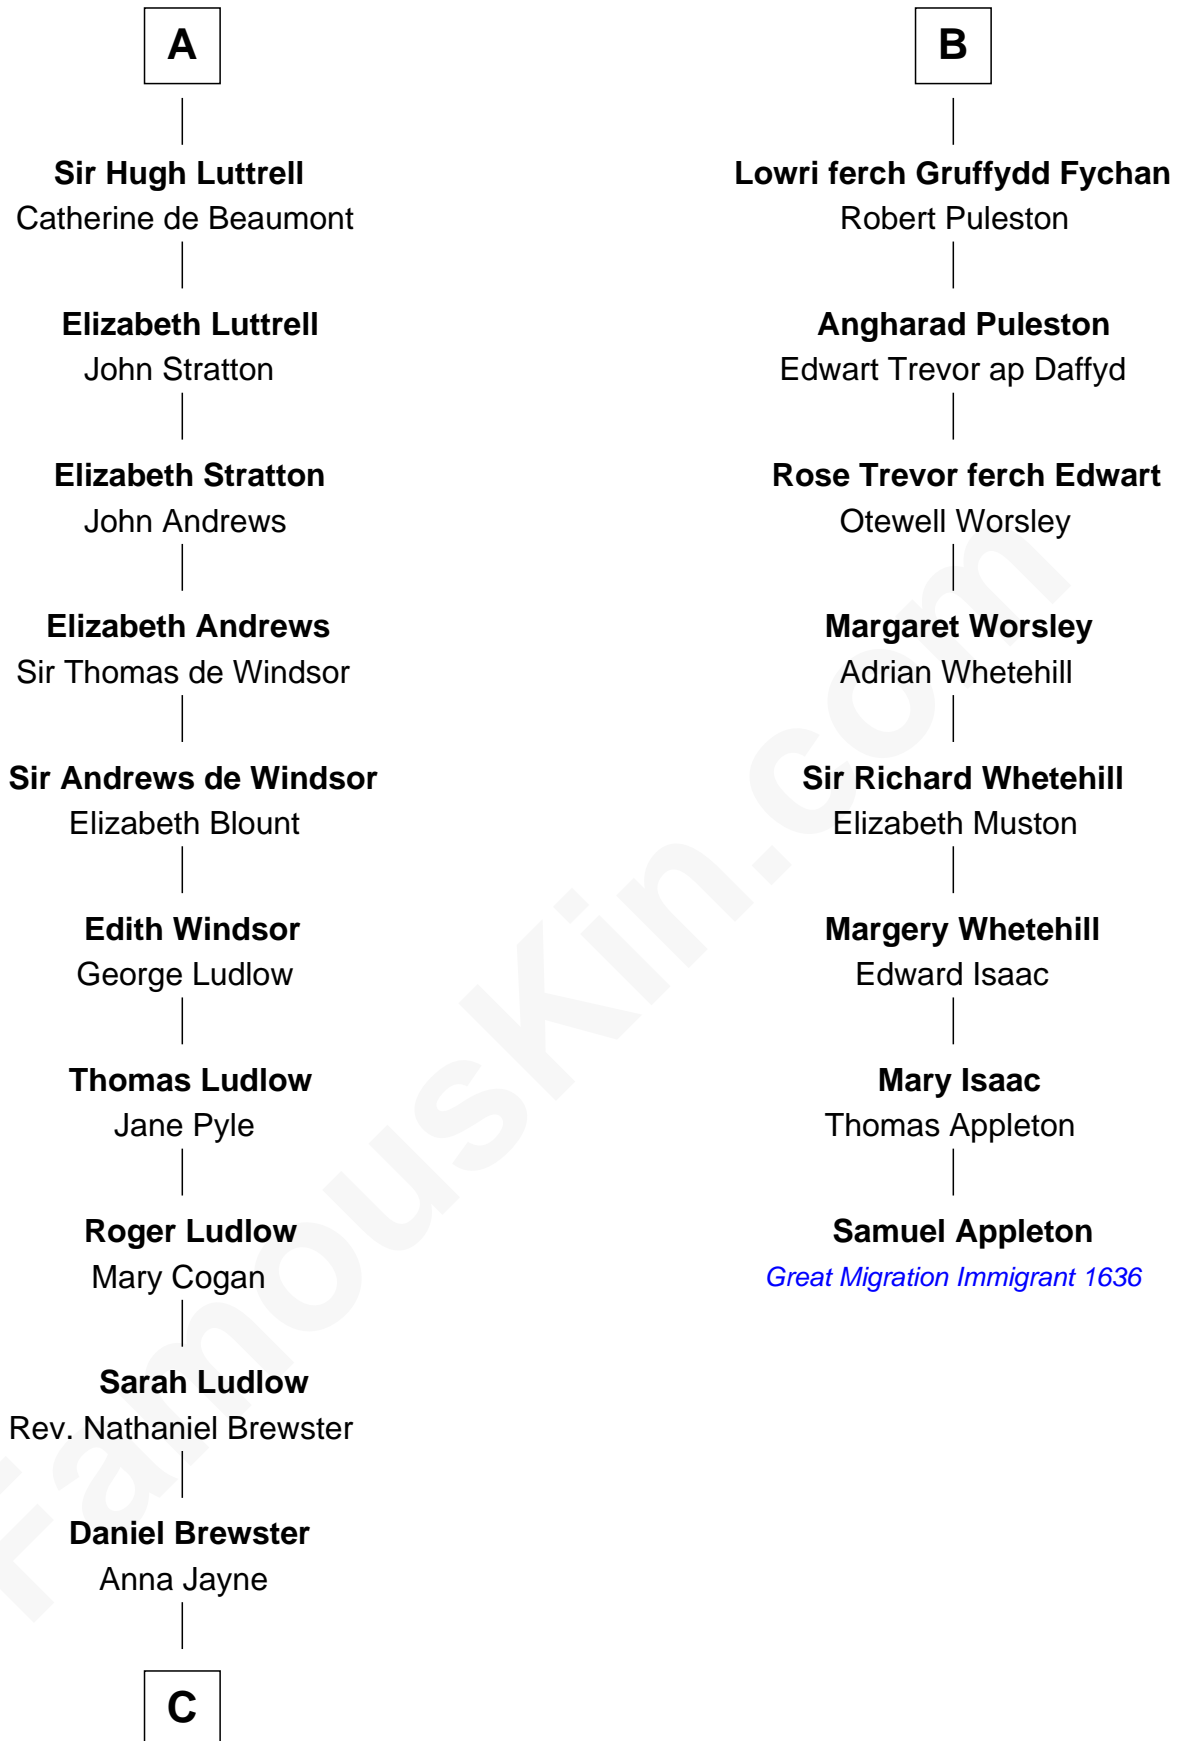 A
Sir Hugh Luttrell
Catherine de Beaumont
Elizabeth Luttrell
John Stratton
Elizabeth Stratton
John Andrews
Elizabeth Andrews
Sir Thomas de Windsor
Sir Andrews de Windsor
Elizabeth Blount
Edith Windsor
George Ludlow
Thomas Ludlow
Jane Pyle
Roger Ludlow
Mary Cogan
Sarah Ludlow
Rev. Nathaniel Brewster
Daniel Brewster
Anna Jayne
C
B
Lowri ferch Gruffydd Fychan
Robert Puleston
Angharad Puleston
Edwart Trevor ap Daffyd
Rose Trevor ferch Edwart
Otewell Worsley
Margaret Worsley
Adrian Whetehill
Sir Richard Whetehill
Elizabeth Muston
Margery Whetehill
Edward Isaac
Mary Isaac
Thomas Appleton
Samuel Appleton
Great Migration Immigrant 1636
FamousKin.com